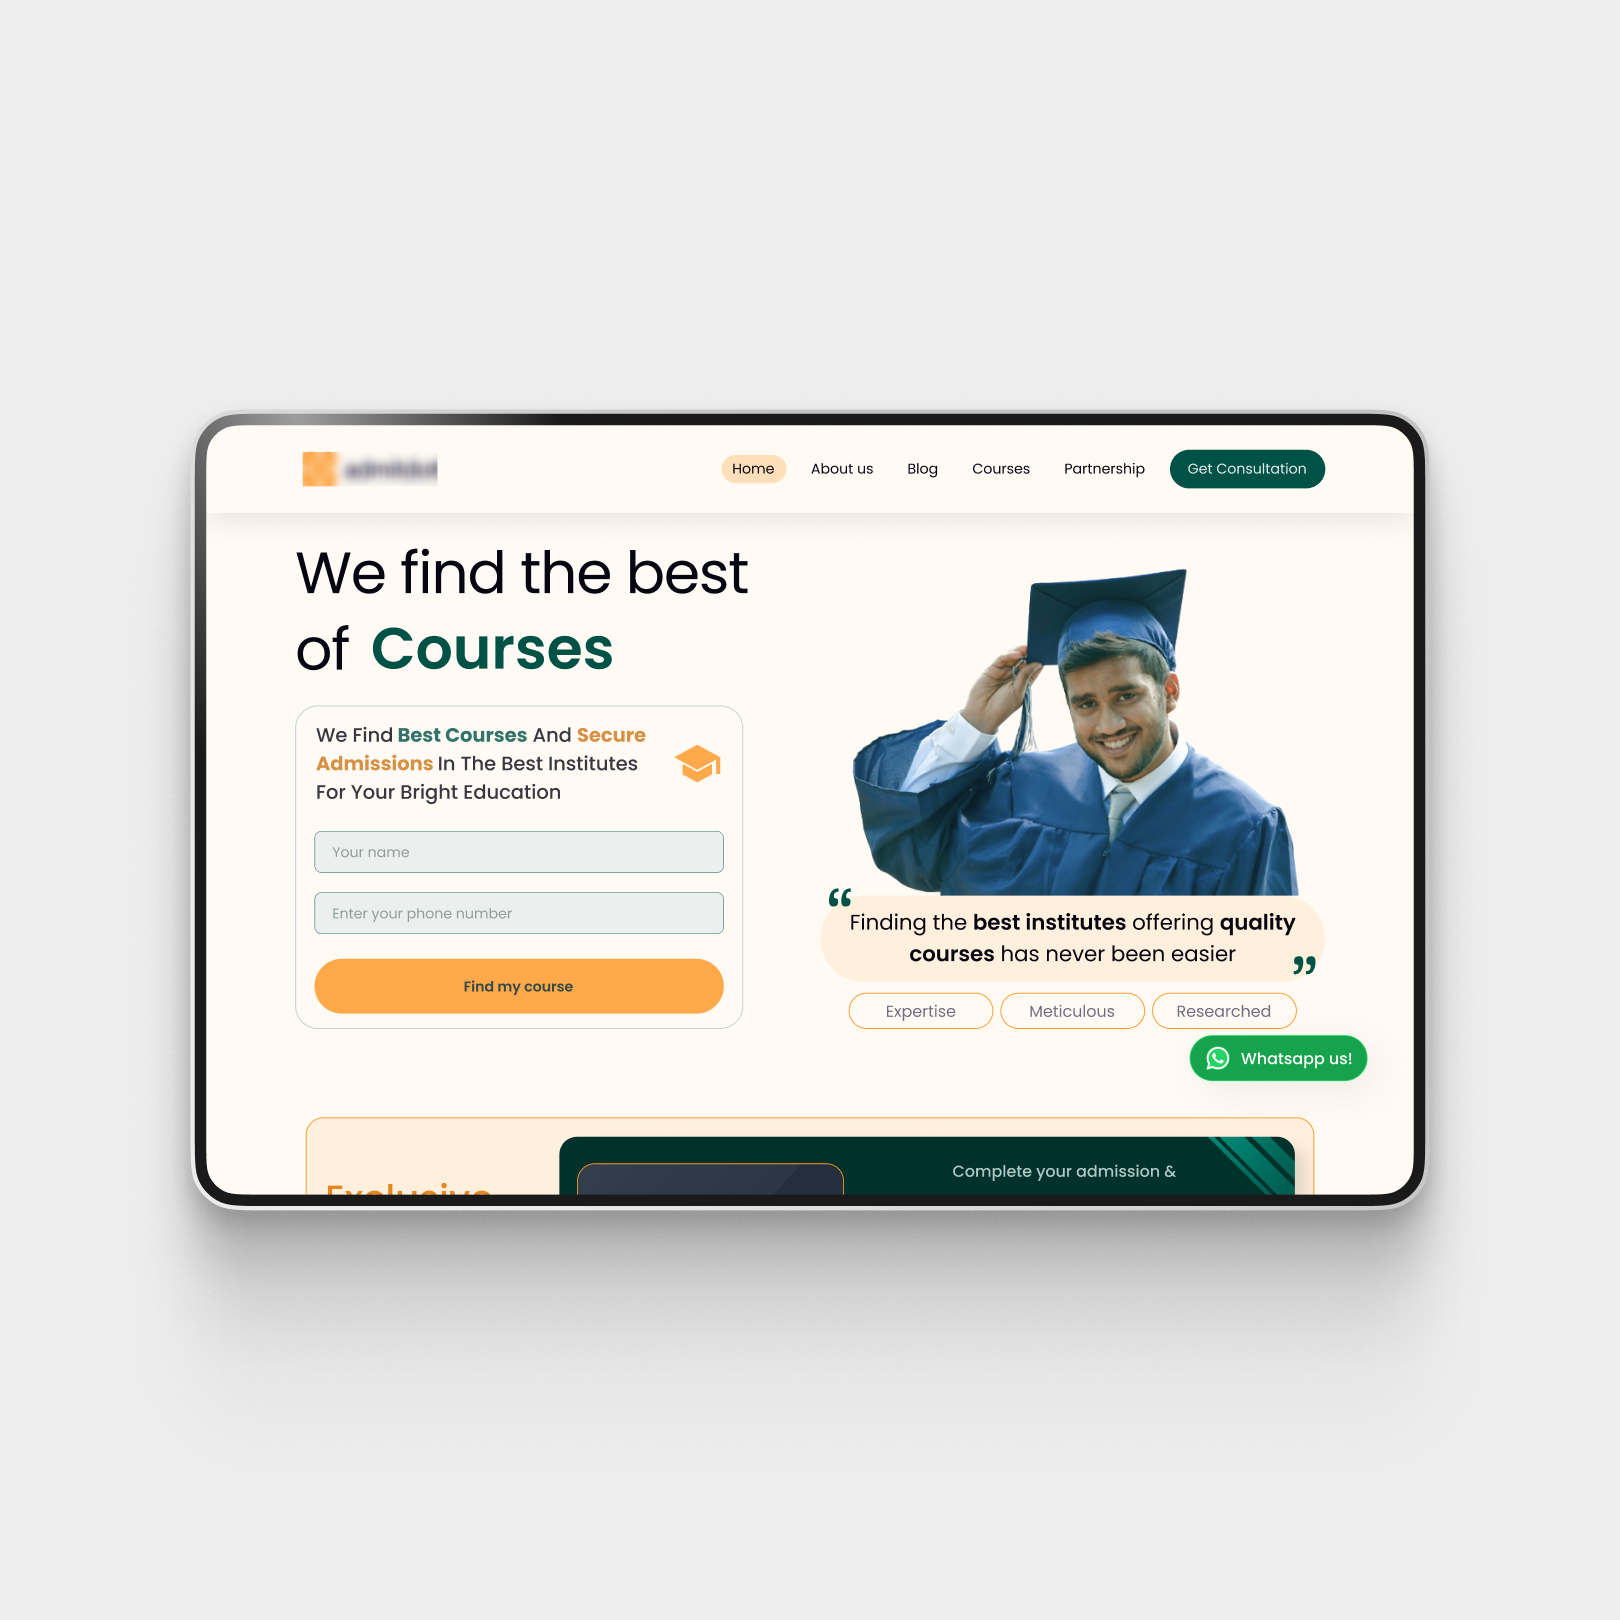 Home About us Blog Courses Partnership Get Consultation
We find the best
of Courses
We Find Best Courses And Secure
Admissions In The Best Institutes
For Your Bright Education
Your name
Enter your phone number
Find my course
“Finding the best institutes offering quality
courses has never been easier”
Expertise Meticulous Researched
Whatsapp us!
Exclusive
Complete your admission &